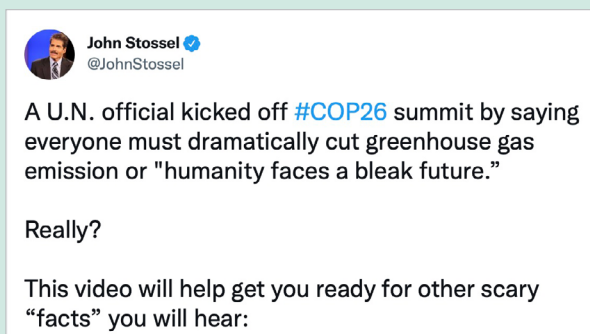 John Stossel
@JohnStossel
A U.N. official kicked off #COP26 summit by saying
everyone must dramatically cut greenhouse gas
emission or "humanity faces a bleak future.”
Really?
This video will help get you ready for other scary
“facts” you will hear: